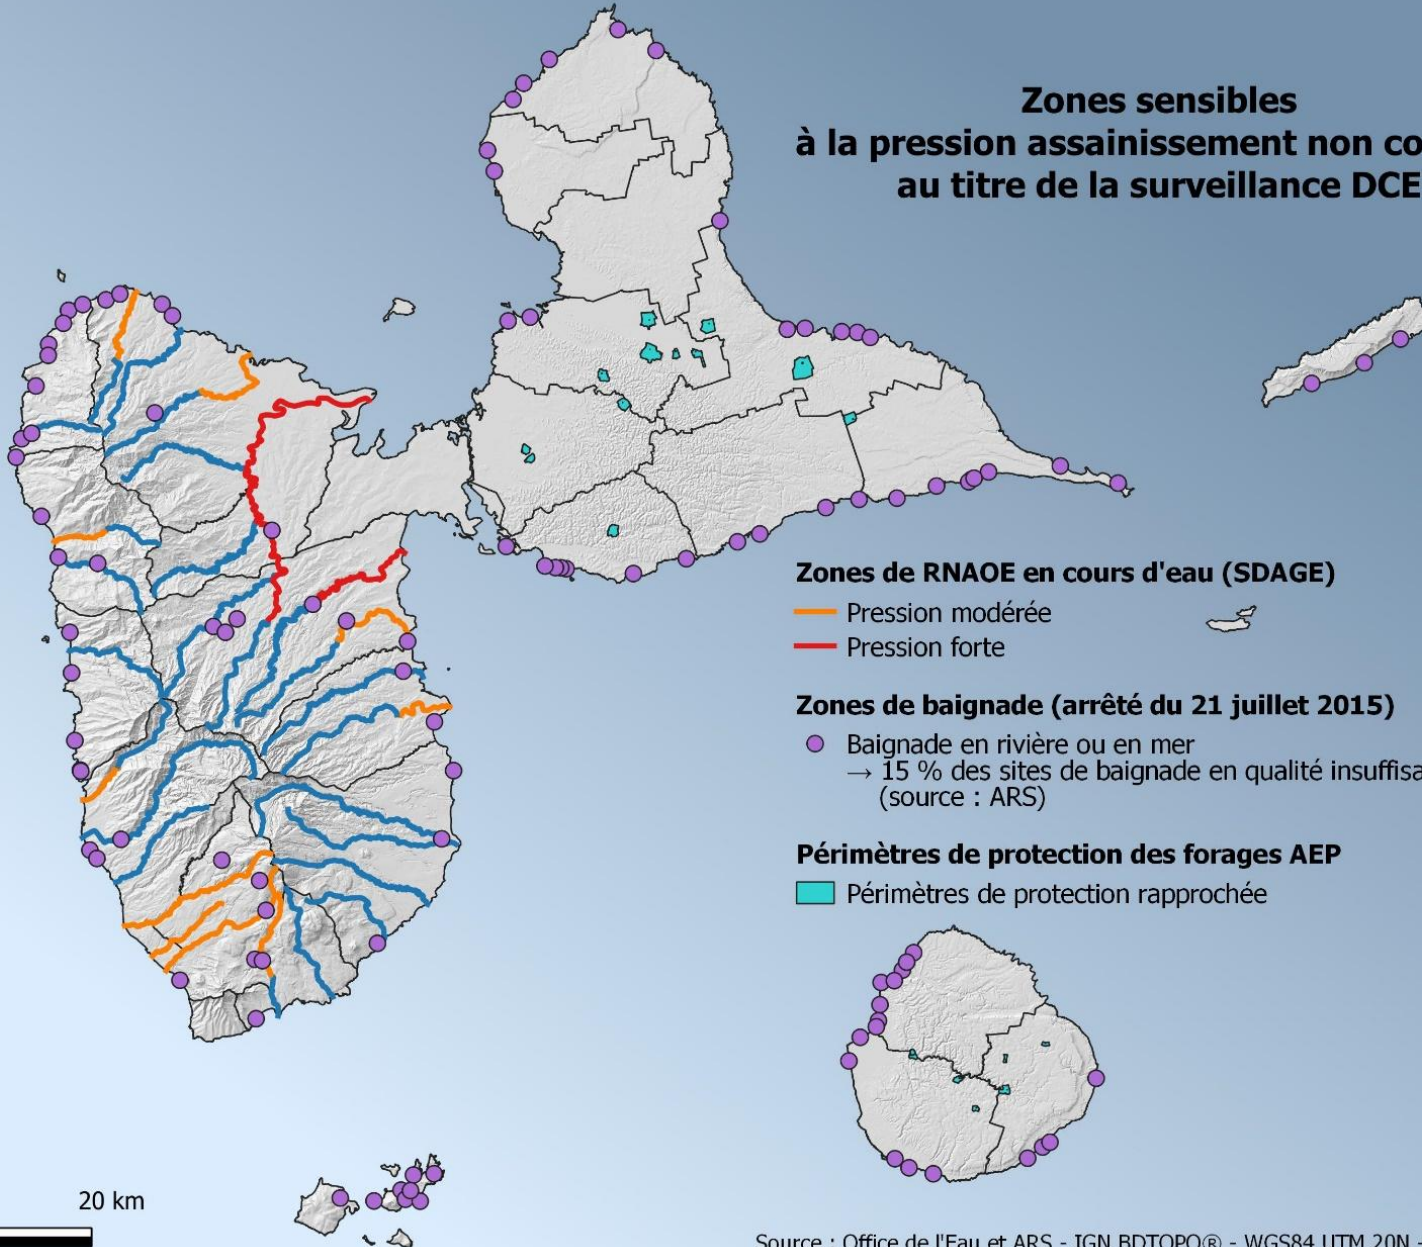 Zones sensibles
à la pression assainissement non co
au titre de la surveillance DCE
Zones de RNAOE en cours d'eau (SDAGE)
Pression modérée
Pression forte
Zones de baignade (arrêté du 21 juillet 2015)
Baignade en rivière ou en mer
→ 15 % des sites de baignade en qualité insuffisa
(source : ARS)
Périmètres de protection des forages AEP
Périmètres de protection rapprochée
20 km
Source : Office de l'Eau et ARS - IGN BDTOPO® - WGS84 UTM 20N -